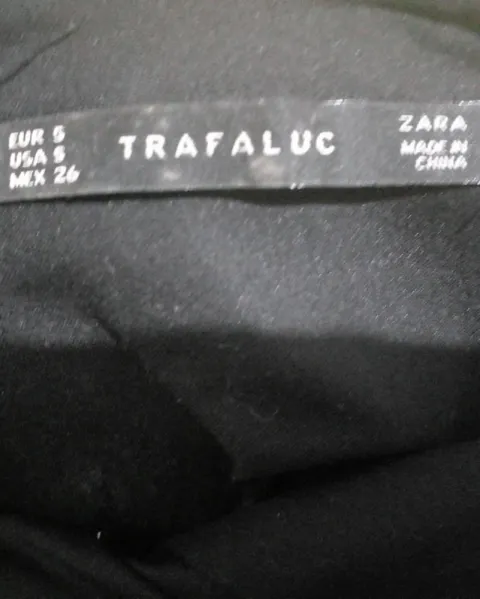 EUR S
USA S
MEX 26
TRAFALUC
ZARA
MADE IN
CHINA